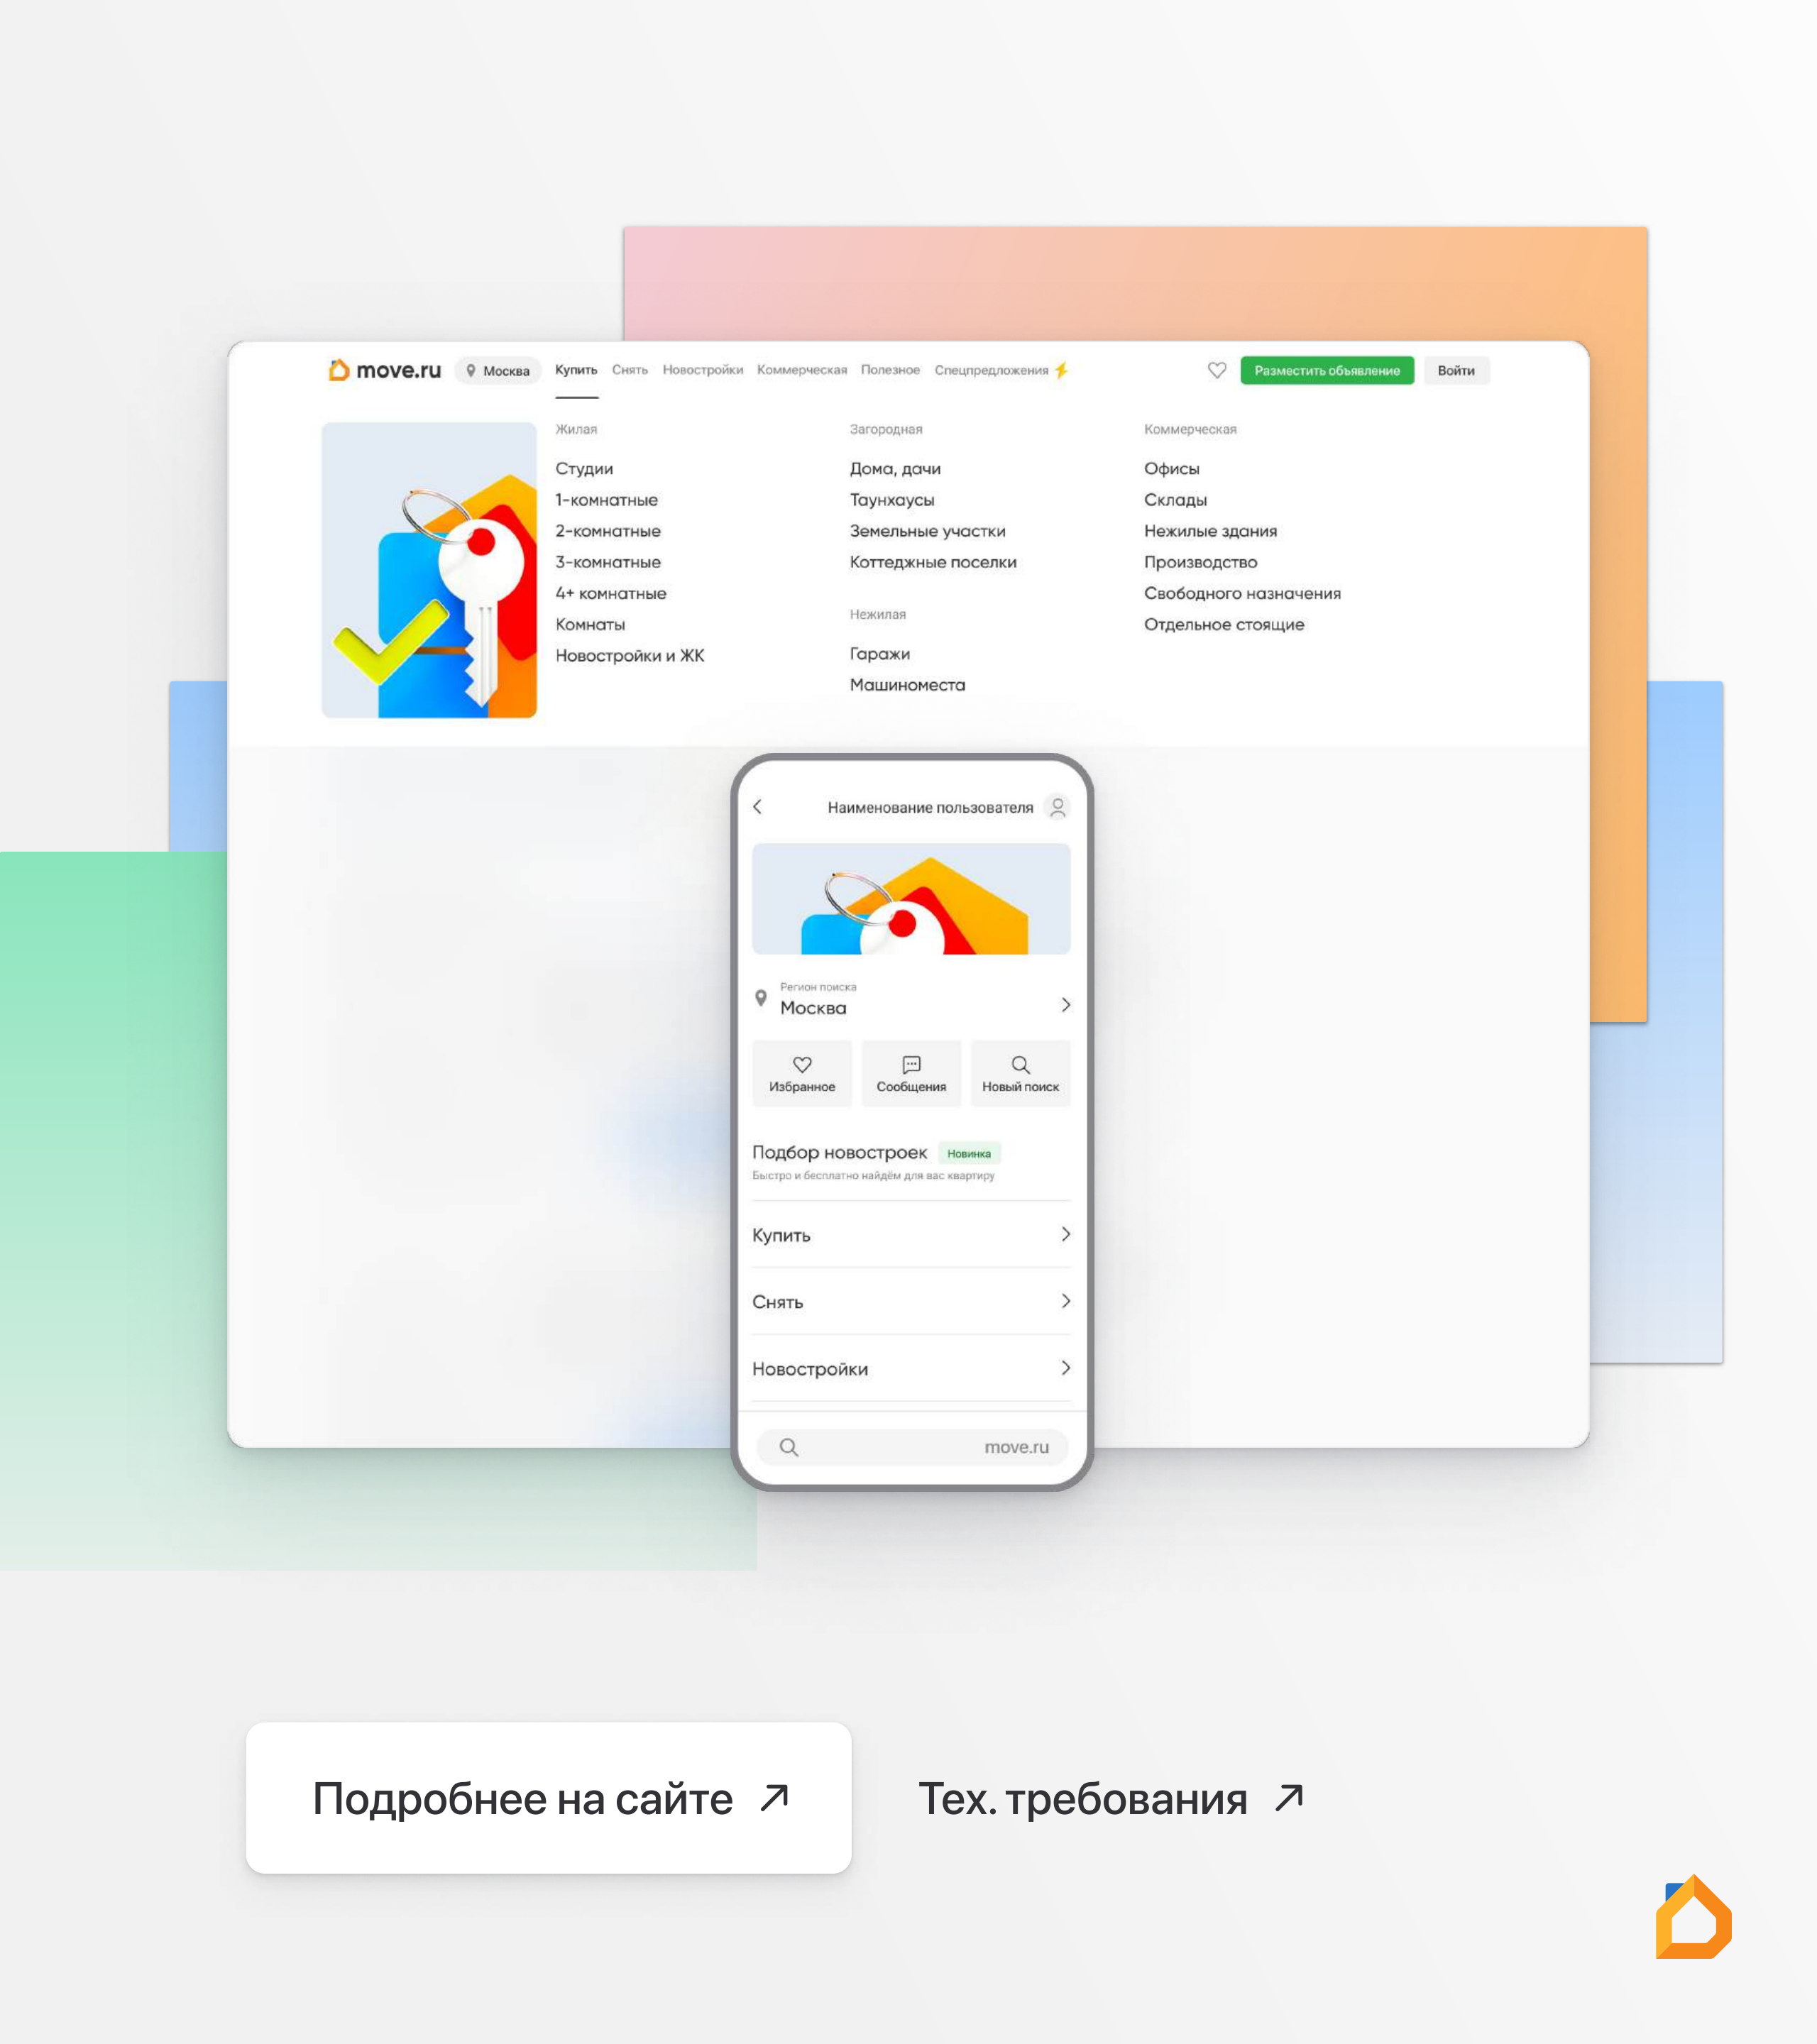 move.ru Москва Купить Снять Новостройки Коммерческая Полезное Спецпредложения Разместить объявление Войти
Жилая
Студии
1-комнатные
2-комнатные
3-комнатные
4+ комнатные
Комнаты
Новостройки и ЖК
Загородная
Дома, дачи
Таунхаусы
Земельные участки
Коттеджные поселки
Нежилая
Гаражи
Машиноместа
Коммерческая
Офисы
Склады
Нежилые здания
Производство
Свободного назначения
Отдельное стоящие
Наименование пользователя
Регион поиска
Москва
Избранное Сообщения Новый поиск
Подбор новостроек Новинка
Быстро и бесплатно найдём для вас квартиру
Купить
Снять
Новостройки
move.ru
Подробнее на сайте Тех. требования